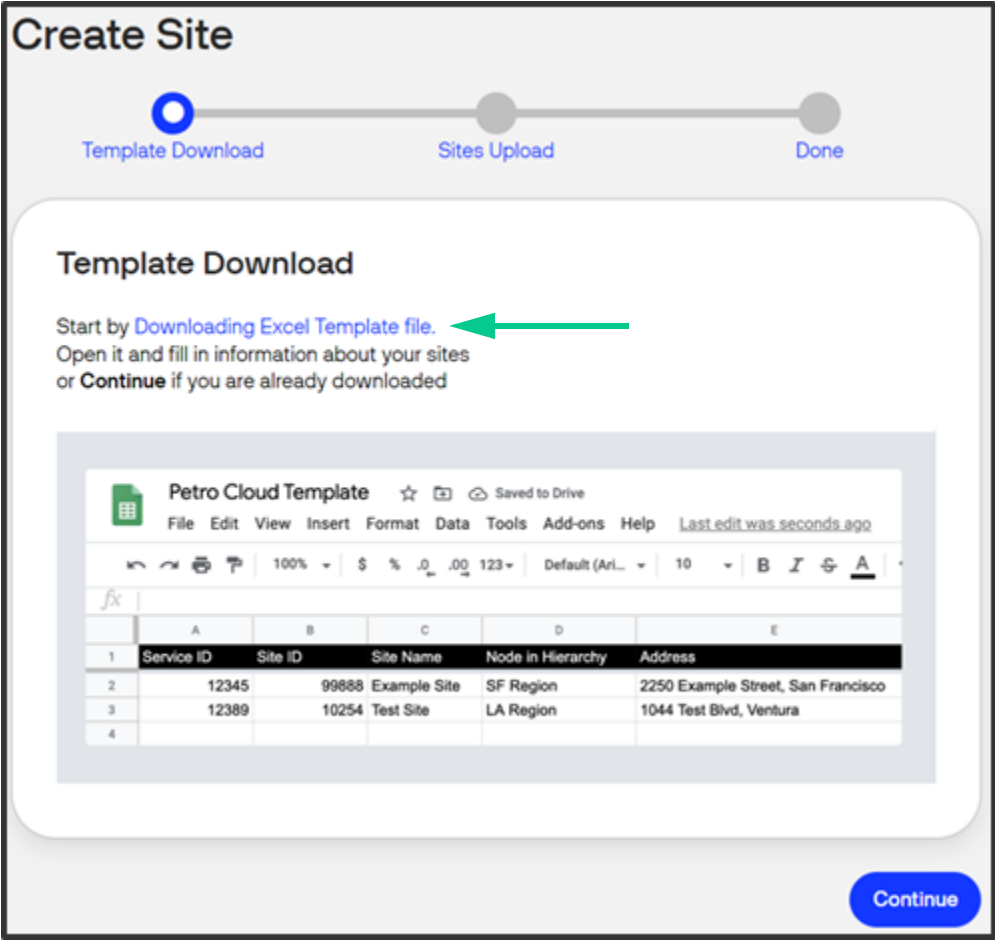 Create Site
Template Download Sites Upload Done
Template Download
Start by Downloading Excel Template file.
Open it and fill in information about your sites
or Continue if you are already downloaded
Petro Cloud Template Saved to Drive
File Edit View Insert Format Data Tools Add-ons Help Last edit was seconds ago
100% $ % .0 .00 123 Default (Ari... 10 B I S A
fx
A B C D E
1 Service ID Site ID Site Name Node in Hierarchy Address
2 12345 99888 Example Site SF Region 2250 Example Street, San Francisco
3 12389 10254 Test Site LA Region 1044 Test Blvd, Ventura
4
Continue